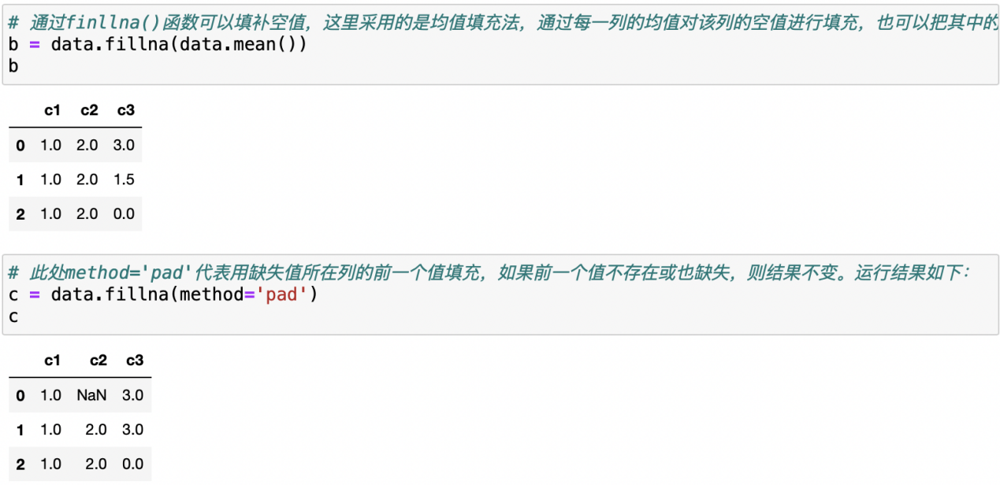 # 通过finllna()函数可以填补空值，这里采用的是均值填充法，通过每一列的均值对该列的空值进行填充，也可以把其中的
b = data.fillna(data.mean())
b
c1 c2 c3
0 1.0 2.0 3.0
1 1.0 2.0 1.5
2 1.0 2.0 0.0
# 此处method='pad'代表用缺失值所在列的前一个值填充，如果前一个值不存在或也缺失，则结果不变。运行结果如下：
c = data.fillna(method='pad')
c
c1 c2 c3
0 1.0 NaN 3.0
1 1.0 2.0 3.0
2 1.0 2.0 0.0